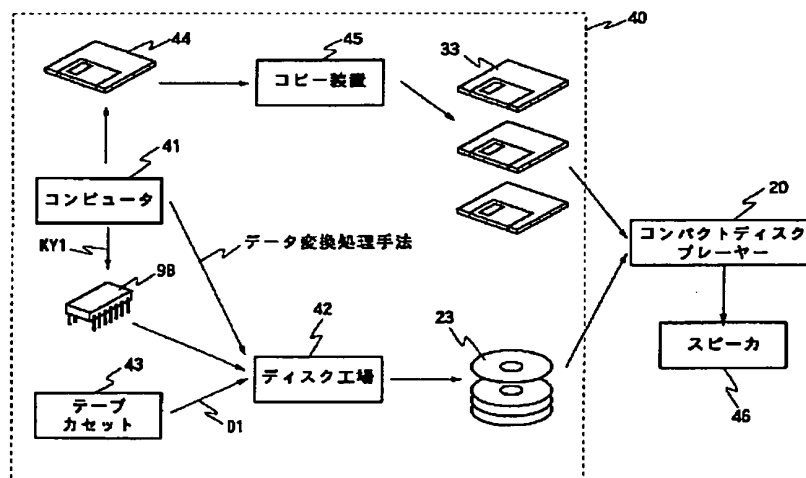 44
45
コピー装置
33
40
41
コンピュータ
KY1
9B
データ変換処理手法
20
コンパクトディスク
プレーヤー
42
ディスク工場
23
43
テープ
カセット
D1
スピーカ
46